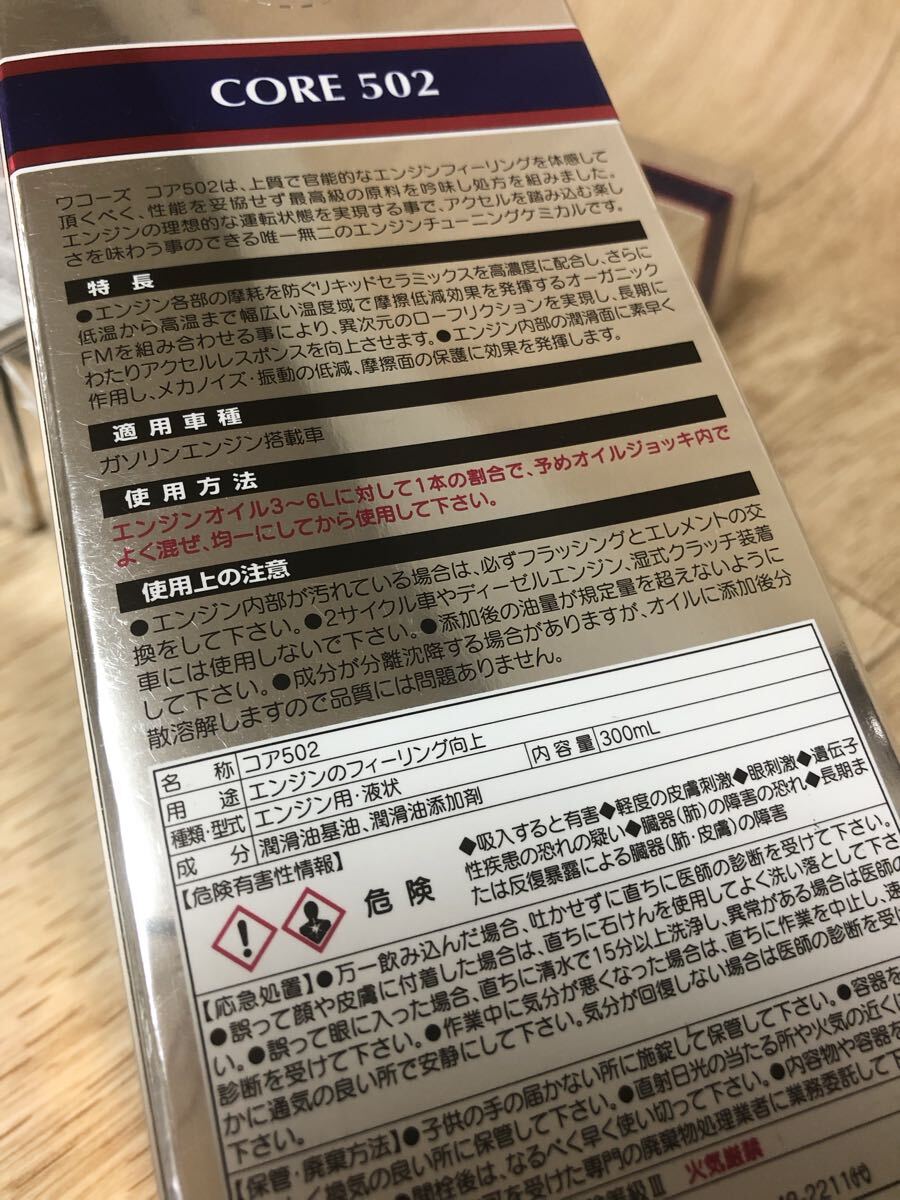 CORE 502
ワコーズ コア502は、上質で官能的なエンジンフィーリングを体感して
頂くべく、性能を妥協せず最高級の原料を吟味し処方を組みました。
エンジンの理想的な運転状態を実現する事で、アクセルを踏み込む楽し
さを味わう事のできる唯一無二のエンジンチューニングケミカルです。
特長
●エンジン各部の摩耗を防ぐリキッドセラミックスを高濃度に配合し、さらに
低温から高温まで幅広い温度域で摩擦低減効果を発揮するオーガニック
FMを組み合わせる事により、異次元のローフリクションを実現し、長期に
わたりアクセルレスポンスを向上させます。●エンジン内部の潤滑面に素早く
作用し、メカノイズ・振動の低減、摩擦面の保護に効果を発揮します。
適用車種
ガソリンエンジン搭載車
使用方法
エンジンオイル3～6Lに対して1本の割合で、予めオイルジョッキ内で
よく混ぜ、均一にしてから使用して下さい。
使用上の注意
●エンジン内部が汚れている場合は、必ずフラッシングとエレメントの交
換をして下さい。●2サイクル車やディーゼルエンジン、湿式クラッチ装着
車には使用しないで下さい。●添加後の油量が規定量を超えないように
して下さい。●成分が分離沈降する場合がありますが、オイルに添加後分
散溶解しますので品質には問題ありません。
名称 コア502
用途 エンジンのフィーリング向上 内容量 300mL
種類・型式 エンジン用・液状
成分 潤滑油基油、潤滑油添加剤
【危険有害性情報】
危険
◆吸入すると有害◆軽度の皮膚刺激◆眼刺激◆遺伝子
性疾患の恐れの疑い◆臓器(肺)の障害の恐れ◆長期ま
たは反復暴露による臓器(肺・皮膚)の障害
【応急処置】●万一飲み込んだ場合、吐かせずに直ちに医師の診断を受けて下さい。
●誤って顔や皮膚に付着した場合は、直ちに石けんを使用してよく洗い落として下さ
い。●誤って眼に入った場合、直ちに清水で15分以上洗浄し、異常がある場合は医師の
診断を受けて下さい。●作業中に気分が悪くなった場合は、直ちに作業を中止し、速
かに通気の良い所で安静にして下さい。気分が回復しない場合は医師の診断を受け
下さい。
【保管・廃棄方法】●子供の手の届かない所に施錠して保管して下さい。●容器を
し換気の良い所に保管して下さい。●直射日光の当たる所や火気の近くに
●開栓後は、なるべく早く使い切って下さい。●内容物や容器を
可を受けた専門の廃棄物処理業者に業務委託して下
等級Ⅲ 火気厳禁
2211㈹